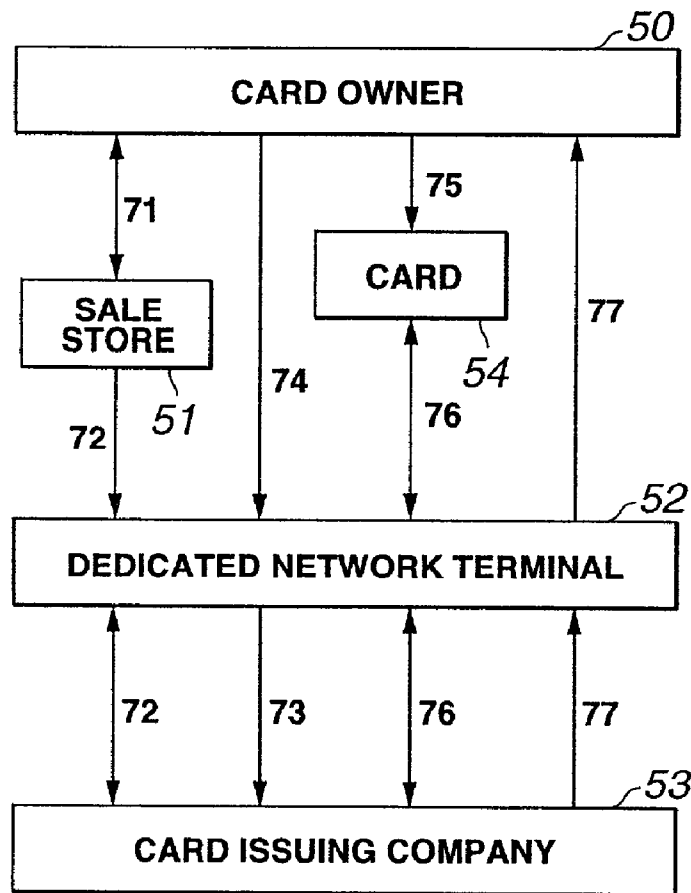 50
CARD OWNER
71
75
SALE
STORE
51
CARD
54
77
74
72
76
52
DEDICATED NETWORK TERMINAL
72
73
76
77
53
CARD ISSUING COMPANY